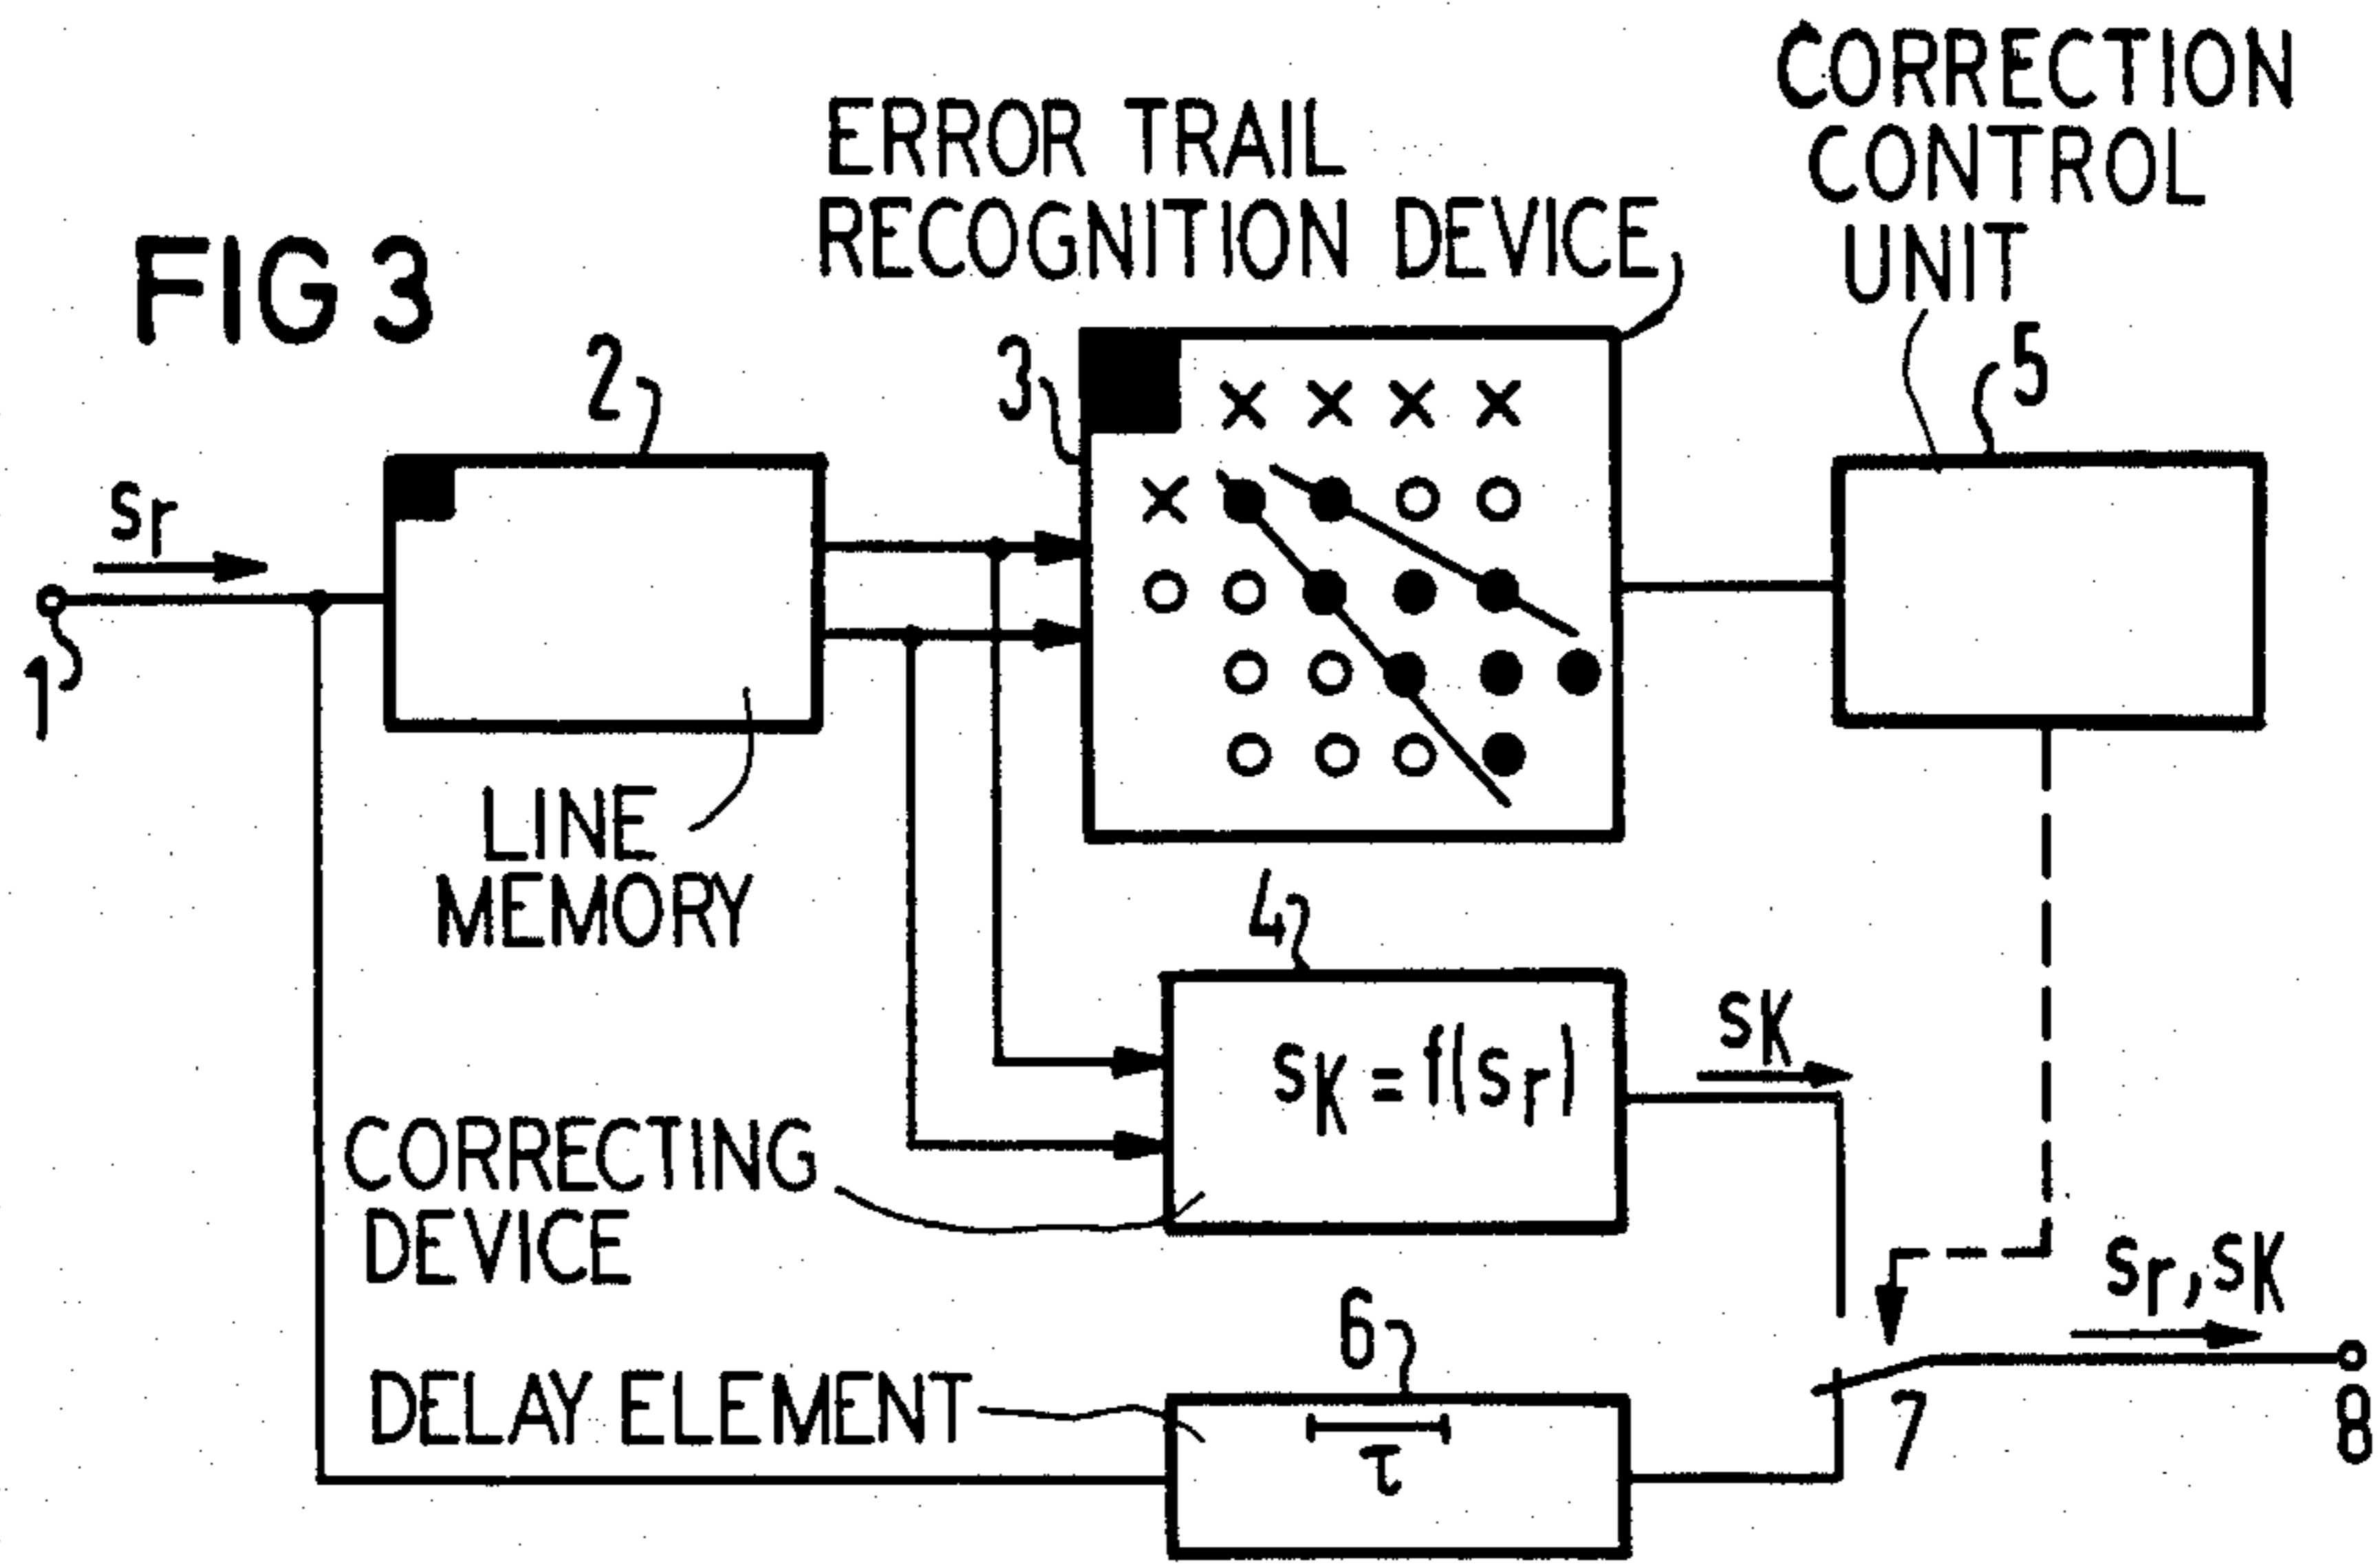 FIG 3
ERROR TRAIL
RECOGNITION DEVICE
CORRECTION
CONTROL
UNIT
2
3
5
sr
1
LINE
MEMORY
4
sK = f(sr)
sK
CORRECTING
DEVICE
sr, sK
6
DELAY ELEMENT
τ
7
8